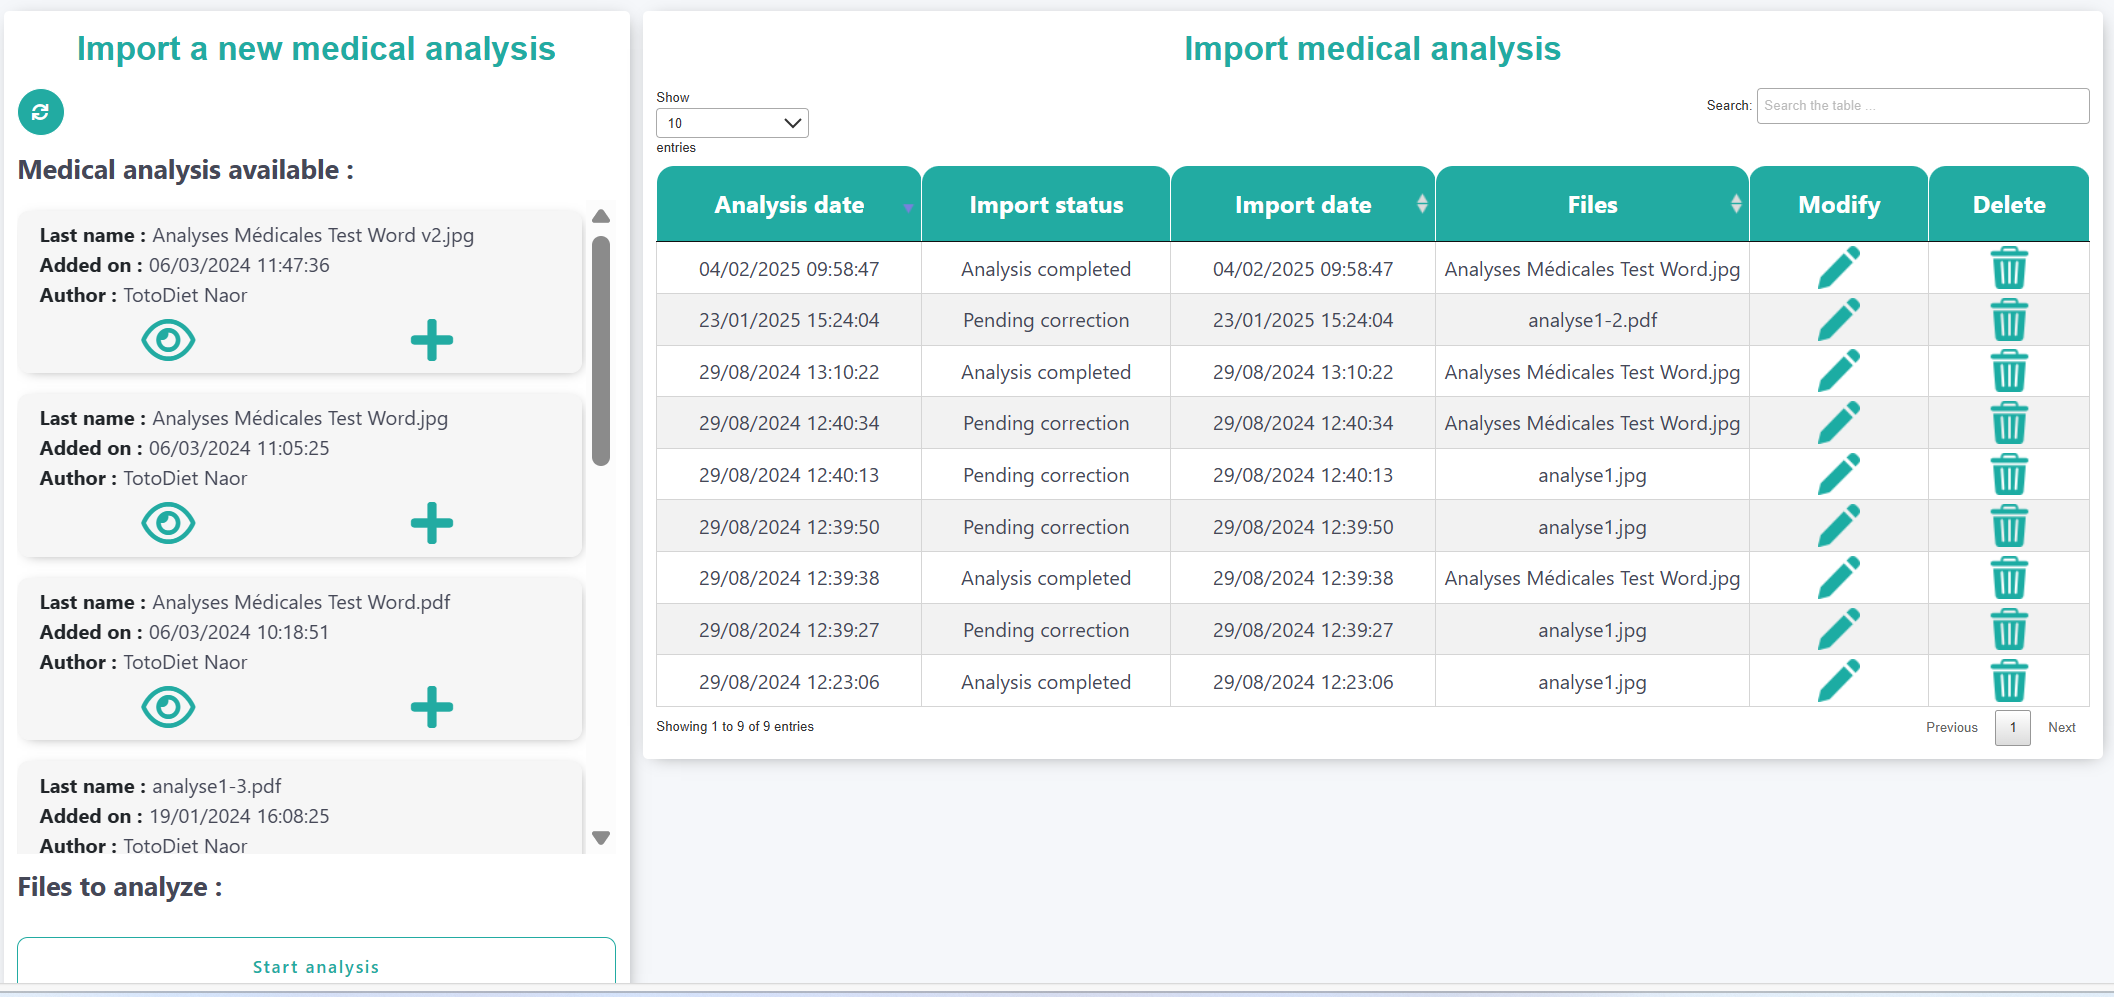 Import a new medical analysis
Medical analysis available :
Last name : Analyses Médicales Test Word v2.jpg
Added on : 06/03/2024 11:47:36
Author : TotoDiet Naor
Last name : Analyses Médicales Test Word.jpg
Added on : 06/03/2024 11:05:25
Author : TotoDiet Naor
Last name : Analyses Médicales Test Word.pdf
Added on : 06/03/2024 10:18:51
Author : TotoDiet Naor
Last name : analyse1-3.pdf
Added on : 19/01/2024 16:08:25
Author : TotoDiet Naor
Files to analyze :
Start analysis
Import medical analysis
Show
10
entries
Search: Search the table ...
Analysis date Import status Import date Files Modify Delete
04/02/2025 09:58:47 Analysis completed 04/02/2025 09:58:47 Analyses Médicales Test Word.jpg
23/01/2025 15:24:04 Pending correction 23/01/2025 15:24:04 analyse1-2.pdf
29/08/2024 13:10:22 Analysis completed 29/08/2024 13:10:22 Analyses Médicales Test Word.jpg
29/08/2024 12:40:34 Pending correction 29/08/2024 12:40:34 Analyses Médicales Test Word.jpg
29/08/2024 12:40:13 Pending correction 29/08/2024 12:40:13 analyse1.jpg
29/08/2024 12:39:50 Pending correction 29/08/2024 12:39:50 analyse1.jpg
29/08/2024 12:39:38 Analysis completed 29/08/2024 12:39:38 Analyses Médicales Test Word.jpg
29/08/2024 12:39:27 Pending correction 29/08/2024 12:39:27 analyse1.jpg
29/08/2024 12:23:06 Analysis completed 29/08/2024 12:23:06 analyse1.jpg
Showing 1 to 9 of 9 entries
Previous 1 Next